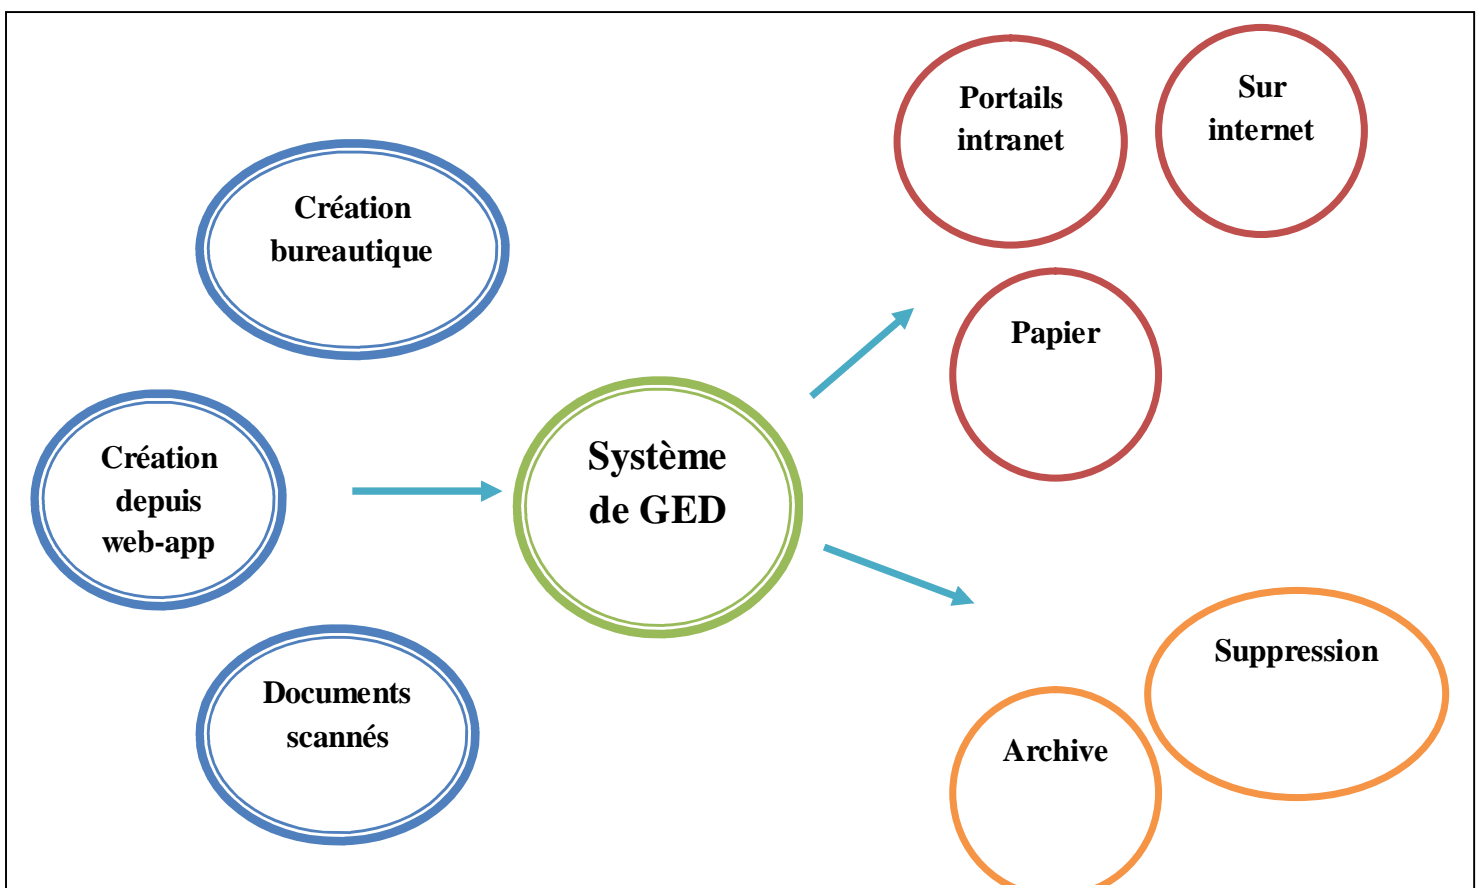 Création
bureautique
Création
depuis
web-app
Documents
scannés
Système
de GED
Portails
intranet
Sur
internet
Papier
Suppression
Archive